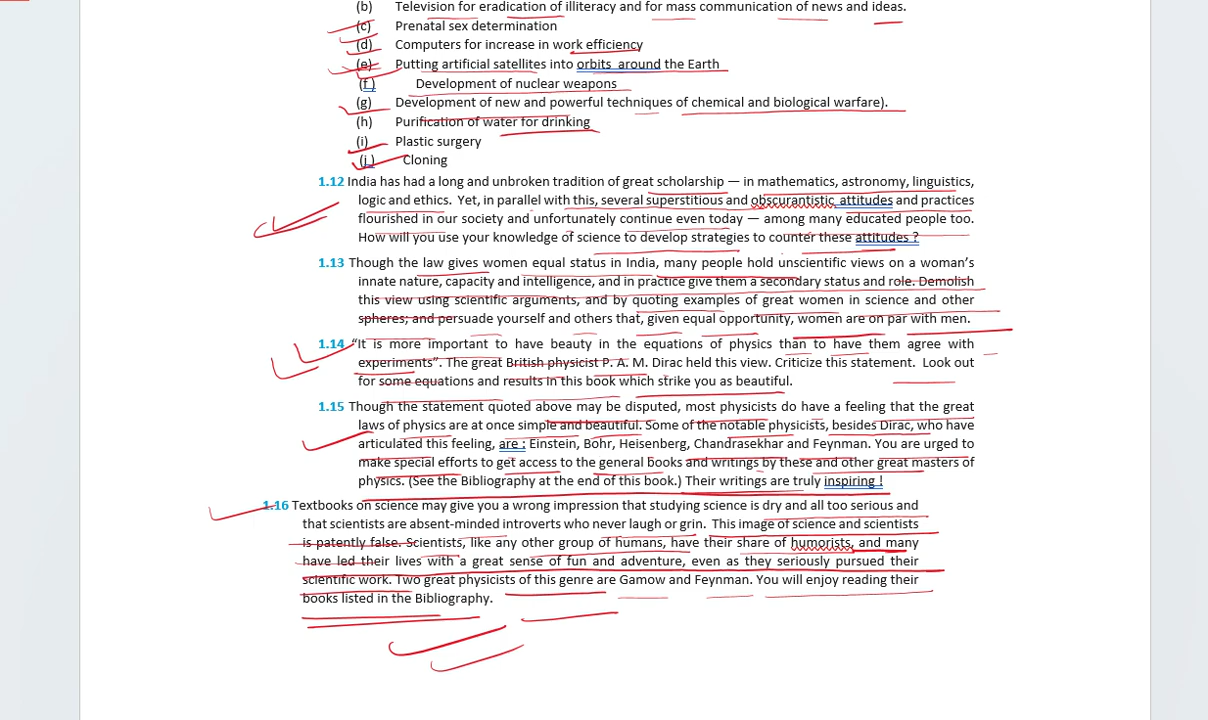 (b) Television for eradication of illiteracy and for mass communication of news and ideas.
(c) Prenatal sex determination
(d) Computers for increase in work efficiency
(e) Putting artificial satellites into orbits around the Earth
(f) Development of nuclear weapons
(g) Development of new and powerful techniques of chemical and biological warfare).
(h) Purification of water for drinking
(i) Plastic surgery
(j) Cloning
1.12 India has had a long and unbroken tradition of great scholarship — in mathematics, astronomy, linguistics,
logic and ethics. Yet, in parallel with this, several superstitious and obscurantistic attitudes and practices
flourished in our society and unfortunately continue even today — among many educated people too.
How will you use your knowledge of science to develop strategies to counter these attitudes ?
1.13 Though the law gives women equal status in India, many people hold unscientific views on a woman’s
innate nature, capacity and intelligence, and in practice give them a secondary status and role. Demolish
this view using scientific arguments, and by quoting examples of great women in science and other
spheres; and persuade yourself and others that, given equal opportunity, women are on par with men.
1.14 “It is more important to have beauty in the equations of physics than to have them agree with
experiments”. The great British physicist P. A. M. Dirac held this view. Criticize this statement. Look out
for some equations and results in this book which strike you as beautiful.
1.15 Though the statement quoted above may be disputed, most physicists do have a feeling that the great
laws of physics are at once simple and beautiful. Some of the notable physicists, besides Dirac, who have
articulated this feeling, are : Einstein, Bohr, Heisenberg, Chandrasekhar and Feynman. You are urged to
make special efforts to get access to the general books and writings by these and other great masters of
physics. (See the Bibliography at the end of this book.) Their writings are truly inspiring !
1.16 Textbooks on science may give you a wrong impression that studying science is dry and all too serious and
that scientists are absent-minded introverts who never laugh or grin. This image of science and scientists
is patently false. Scientists, like any other group of humans, have their share of humorists, and many
have led their lives with a great sense of fun and adventure, even as they seriously pursued their
scientific work. Two great physicists of this genre are Gamow and Feynman. You will enjoy reading their
books listed in the Bibliography.